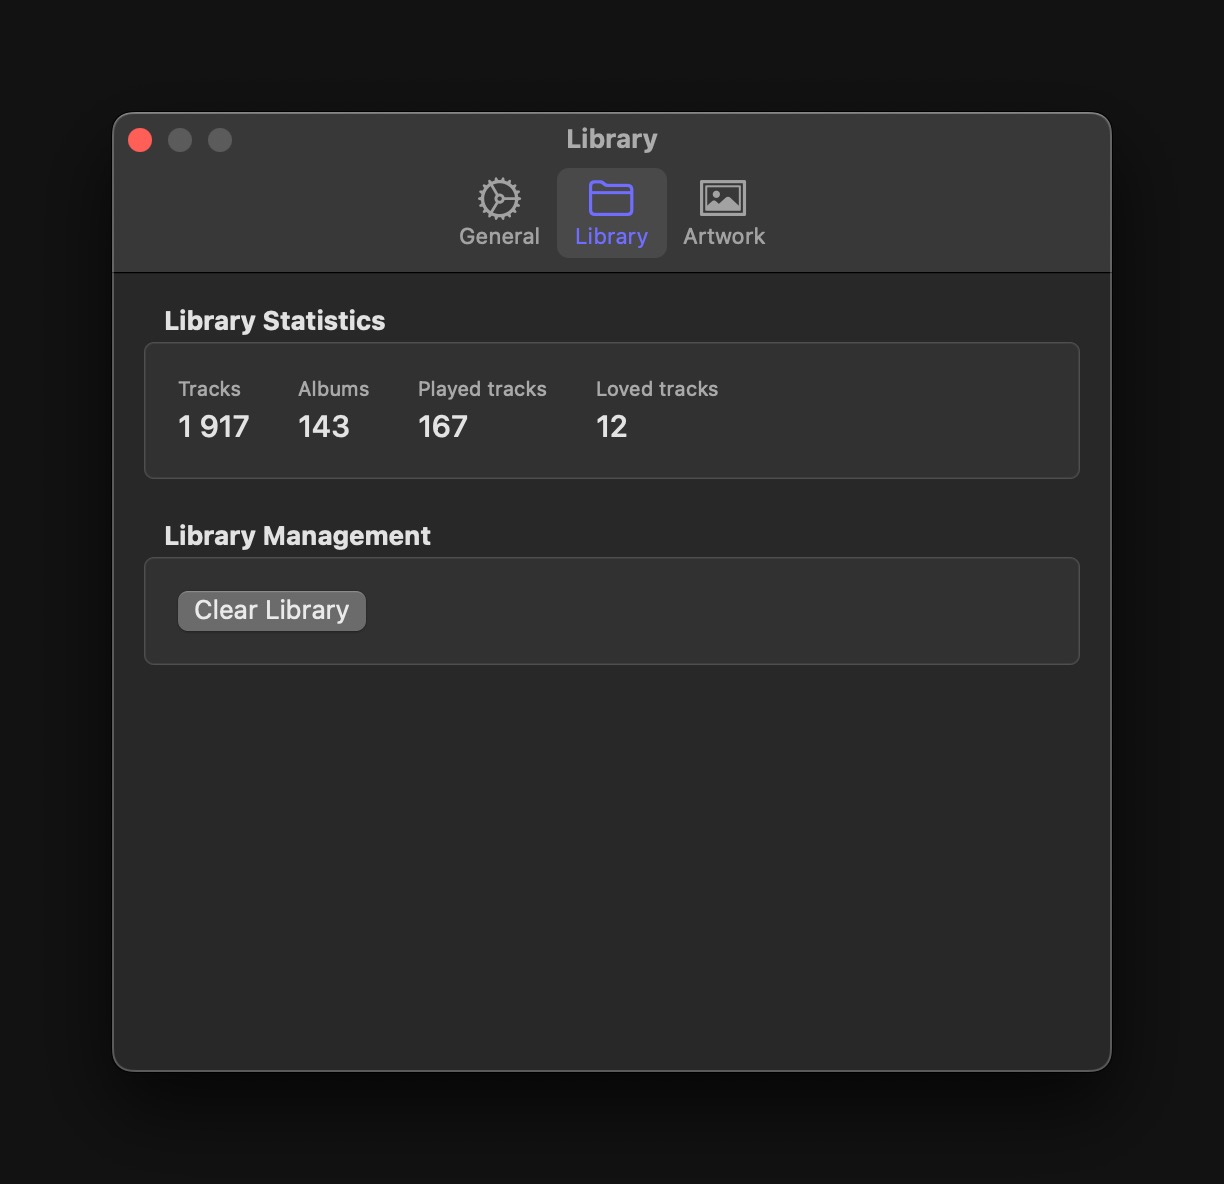 Library
General Library Artwork
Library Statistics
Tracks Albums Played tracks Loved tracks
1 917 143 167 12
Library Management
Clear Library